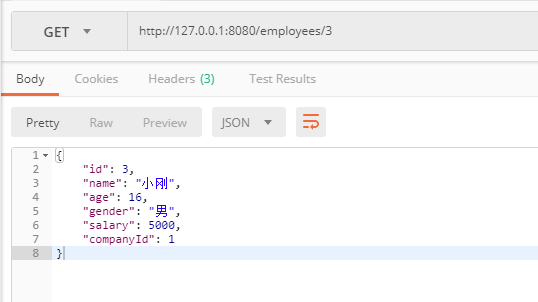 GET http://127.0.0.1:8080/employees/3
Body Cookies Headers (3) Test Results
Pretty Raw Preview JSON
1 {
2 "id": 3,
3 "name": "小刚",
4 "age": 16,
5 "gender": "男",
6 "salary": 5000,
7 "companyId": 1
8 }